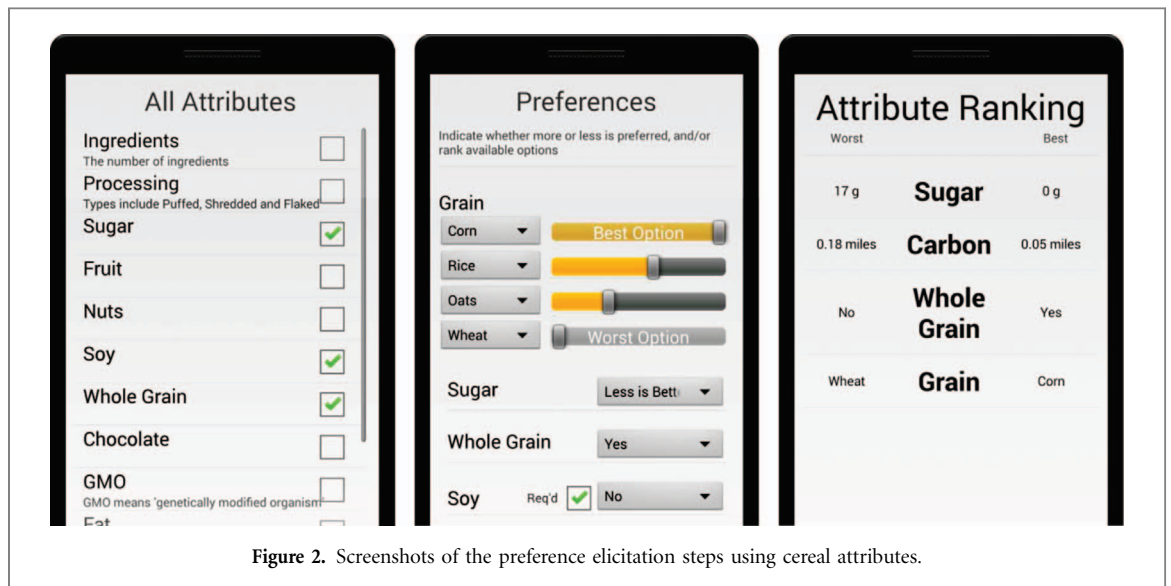 All Attributes
Ingredients
The number of ingredients
Processing
Types include Puffed, Shredded and Flaked
Sugar
Fruit
Nuts
Soy
Whole Grain
Chocolate
GMO
GMO means 'genetically modified organism'
Fat
Preferences
Indicate whether more or less is preferred, and/or
rank available options
Grain
Corn Best Option
Rice
Oats
Wheat Worst Option
Sugar Less is Bett
Whole Grain Yes
Soy Req'd No
Attribute Ranking
Worst Best
17 g Sugar 0 g
0.18 miles Carbon 0.05 miles
No Whole Grain Yes
Wheat Grain Corn
Figure 2. Screenshots of the preference elicitation steps using cereal attributes.